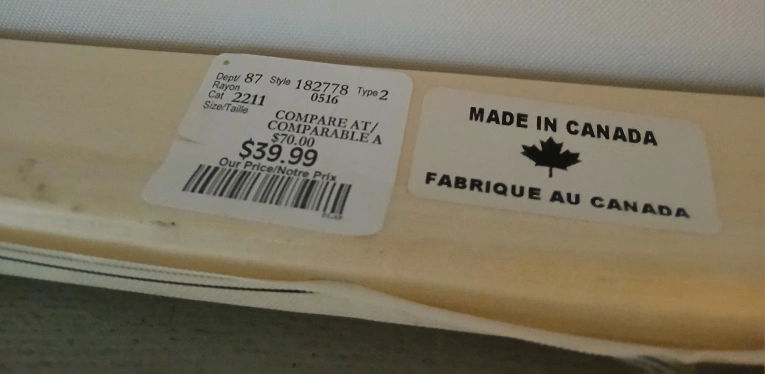 Dept/ 87 Style 182778 Type 2
Rayon 0516
Cat 2211
Size/Taille
COMPARE AT/
COMPARABLE A
$70.00
$39.99
Our Price/Notre Prix
MADE IN CANADA
FABRIQUE AU CANADA